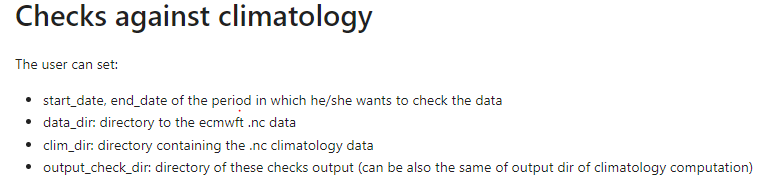 Checks against climatology
The user can set:
• start_date, end_date of the period in which he/she wants to check the data
• data_dir: directory to the ecmwft .nc data
• clim_dir: directory containing the .nc climatology data
• output_check_dir: directory of these checks output (can be also the same of output dir of climatology computation)